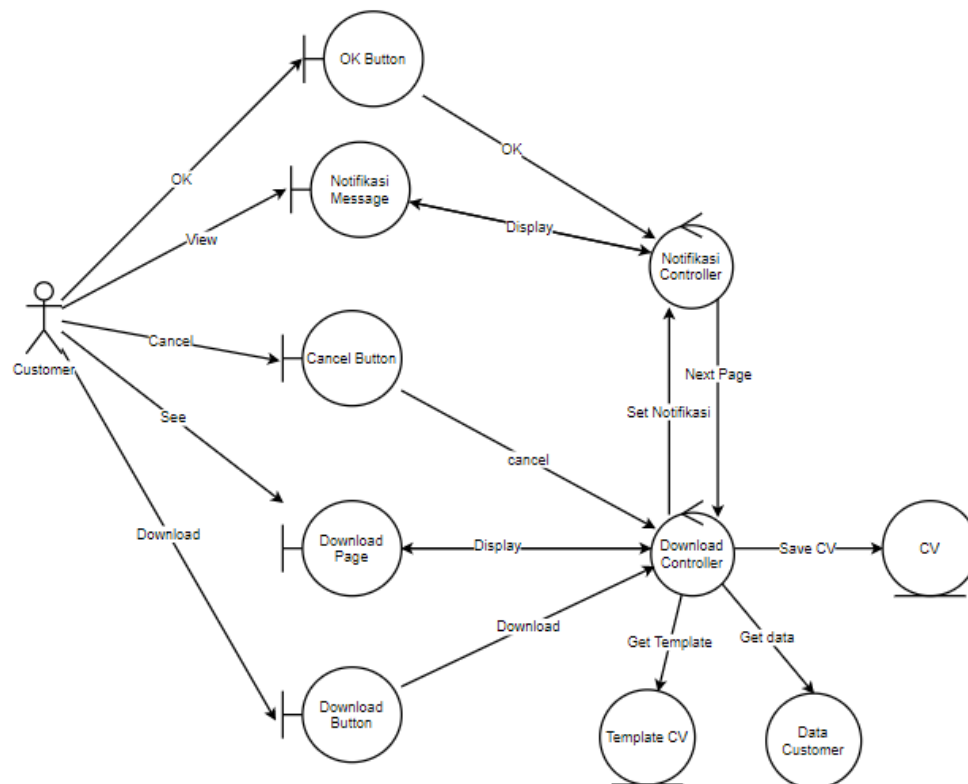 OK Button
OK
OK
Notifikasi
Message
View
Display
Notifikasi
Controller
Customer
Cancel
Cancel Button
Next Page
Set Notifikasi
See
cancel
Download
Download
Page
Display
Download
Controller
Save CV
CV
Download
Get Template
Get data
Download
Button
Template CV
Data
Customer